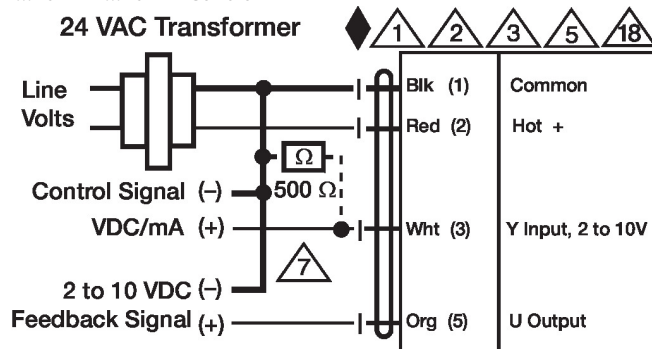 24 VAC Transformer
1 2 3 5 18
Line Volts
Blk (1) Common
Red (2) Hot +
Ω
500 Ω
Control Signal (-)
VDC/mA (+)
Wht (3) Y Input, 2 to 10V
7
2 to 10 VDC (-)
Feedback Signal (+)
Org (5) U Output